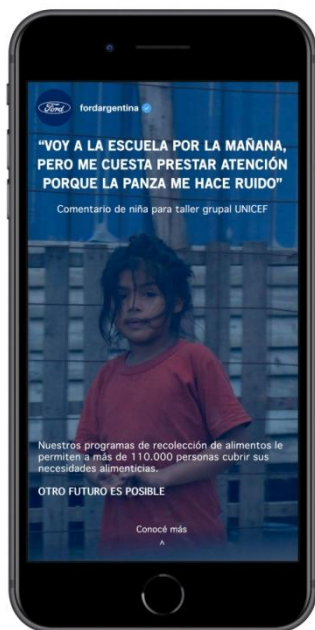 Ford
fordargentina
“VOY A LA ESCUELA POR LA MAÑANA,
PERO ME CUESTA PRESTAR ATENCIÓN
PORQUE LA PANZA ME HACE RUIDO”
Comentario de niña para taller grupal UNICEF
Nuestros programas de recolección de alimentos le
permiten a más de 110.000 personas cubrir sus
necesidades alimenticias.
OTRO FUTURO ES POSIBLE
Conocé más